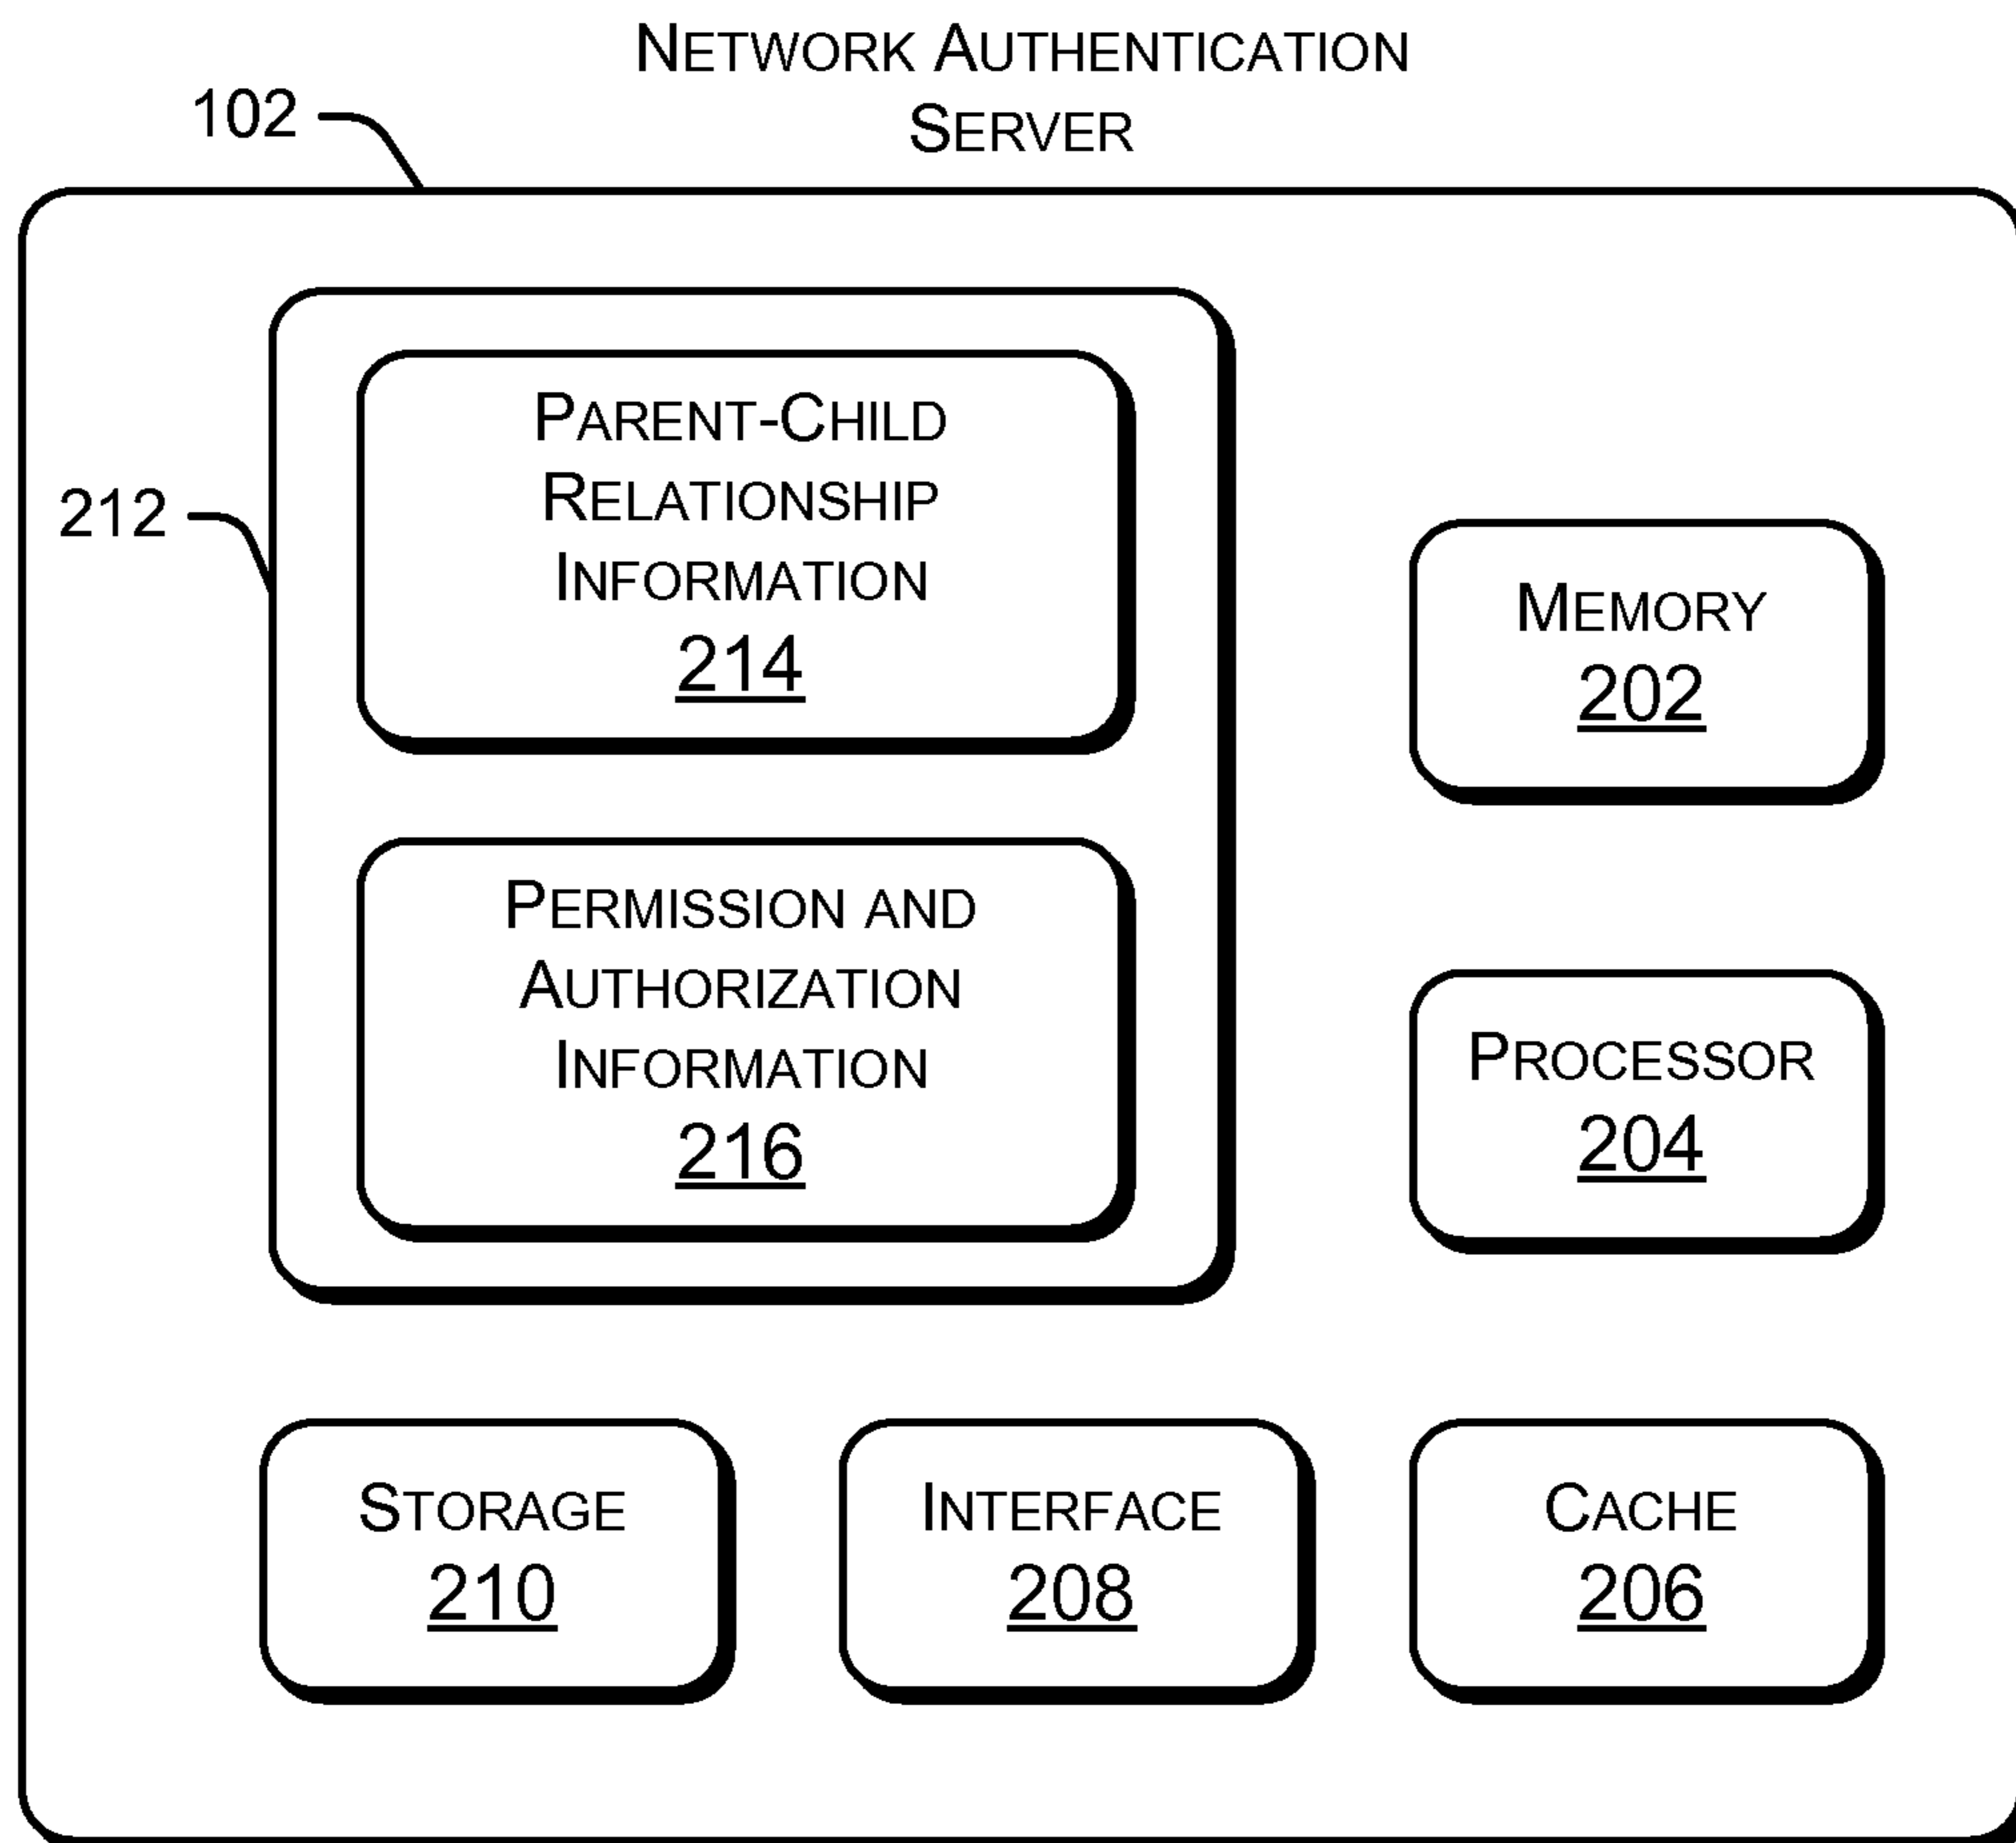 NETWORK AUTHENTICATION
SERVER
102
212
PARENT-CHILD
RELATIONSHIP
INFORMATION
214
PERMISSION AND
AUTHORIZATION
INFORMATION
216
MEMORY
202
PROCESSOR
204
STORAGE
210
INTERFACE
208
CACHE
206